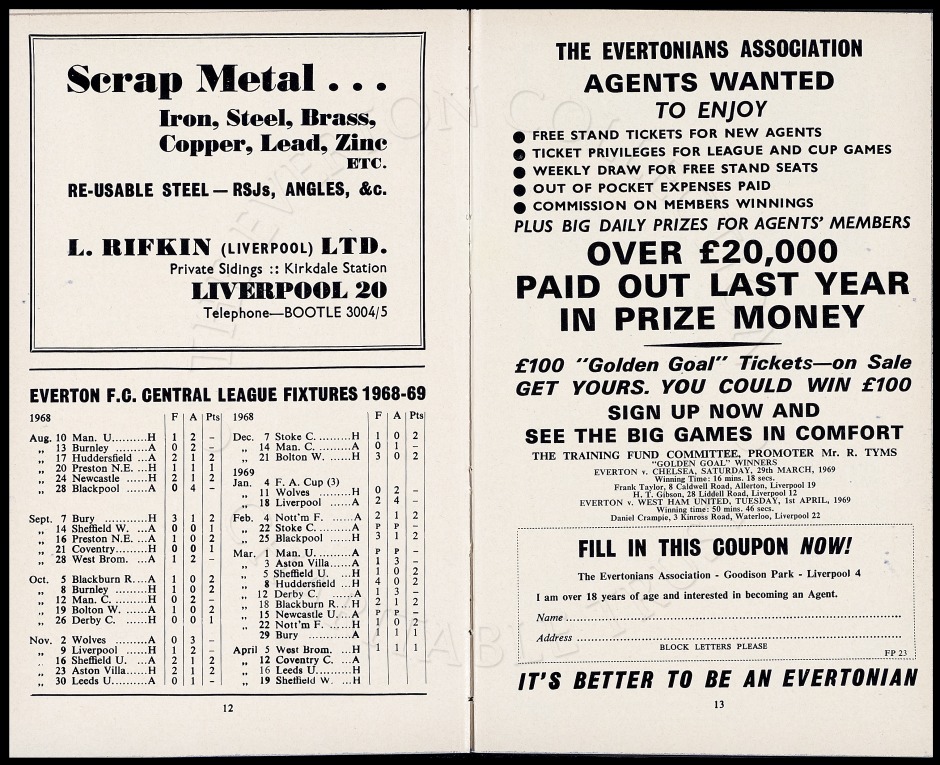 Scrap Metal . . .
Iron, Steel, Brass,
Copper, Lead, Zinc
ETC.
RE-USABLE STEEL — RSJs, ANGLES, &c.
L. RIFKIN (LIVERPOOL) LTD.
Private Sidings :: Kirkdale Station
LIVERPOOL 20
Telephone—BOOTLE 3004/5
EVERTON F.C. CENTRAL LEAGUE FIXTURES 1968-69
1968 F A Pts
Aug. 10 Man. U.........H 1 2 –
„ 13 Burnley ..........A 0 2 –
„ 17 Huddersfield ...A 2 1 2
„ 20 Preston N.E. ...H 1 1 1
„ 24 Newcastle ......H 2 1 2
„ 28 Blackpool ......A 0 4 –
Sept. 7 Bury ............H 3 1 2
„ 14 Sheffield W. ...A 0 0 1
„ 16 Preston N.E. ...A 1 0 2
„ 21 Coventry.........H 0 0 1
„ 28 West Brom. ...A 1 2 –
Oct. 5 Blackburn R....A 1 0 2
„ 8 Burnley .........H 1 0 2
„ 12 Man. C. .........H 0 2 –
„ 19 Bolton W. ......A 1 0 2
„ 26 Derby C. .........H 0 0 1
Nov. 2 Wolves .........A 0 3 –
„ 9 Liverpool ......H 1 2 –
„ 16 Sheffield U. ...A 2 1 2
„ 23 Aston Villa......H 2 1 2
„ 30 Leeds U..........A 0 1 –
1968 F A Pts
Dec. 7 Stoke C. .........H 1 0 2
„ 14 Man. C. .........A 0 1 –
„ 21 Bolton W. ......H 3 0 2
1969
Jan. 4 F. A. Cup (3)
„ 11 Wolves .........H 0 2 –
„ 18 Liverpool ......A 2 4 –
Feb. 4 Nott'm F. ......A 2 1 2
„ 22 Stoke C. .........A P P –
„ 25 Blackpool ......H 3 1 2
Mar. 1 Man. U. .........A P P –
„ 3 Aston Villa......A 1 3 –
„ 5 Sheffield U. ...H 1 0 2
„ 8 Huddersfield ...H 4 0 2
„ 12 Derby C. .........A 1 3 –
„ 18 Blackburn R....H 2 1 2
„ 15 Newcastle U....A P P –
„ 22 Nott'm F. ......H 1 0 2
29 Bury ............A 1 1 1
April 5 West Brom. ...H 1 1 1
„ 12 Coventry C. ...A
„ 16 Leeds U..........H
„ 19 Sheffield W. ...H
12
THE EVERTONIANS ASSOCIATION
AGENTS WANTED
TO ENJOY
● FREE STAND TICKETS FOR NEW AGENTS
● TICKET PRIVILEGES FOR LEAGUE AND CUP GAMES
● WEEKLY DRAW FOR FREE STAND SEATS
● OUT OF POCKET EXPENSES PAID
● COMMISSION ON MEMBERS WINNINGS
PLUS BIG DAILY PRIZES FOR AGENTS' MEMBERS
OVER £20,000
PAID OUT LAST YEAR
IN PRIZE MONEY
£100 "Golden Goal" Tickets—on Sale
GET YOURS. YOU COULD WIN £100
SIGN UP NOW AND
SEE THE BIG GAMES IN COMFORT
THE TRAINING FUND COMMITTEE, PROMOTER Mr. R. TYMS
"GOLDEN GOAL" WINNERS
EVERTON v. CHELSEA, SATURDAY, 29th MARCH, 1969
Winning Time: 16 mins. 18 secs.
Frank Taylor, 8 Caldwell Road, Allerton, Liverpool 19
H. T. Gibson, 28 Liddell Road, Liverpool 12
EVERTON v. WEST HAM UNITED, TUESDAY, 1st APRIL, 1969
Winning time: 50 mins. 46 secs.
Daniel Crampie, 3 Kinross Road, Waterloo, Liverpool 22
FILL IN THIS COUPON NOW!
The Evertonians Association - Goodison Park - Liverpool 4
I am over 18 years of age and interested in becoming an Agent.
Name
Address
BLOCK LETTERS PLEASE
FP 23
IT'S BETTER TO BE AN EVERTONIAN
13